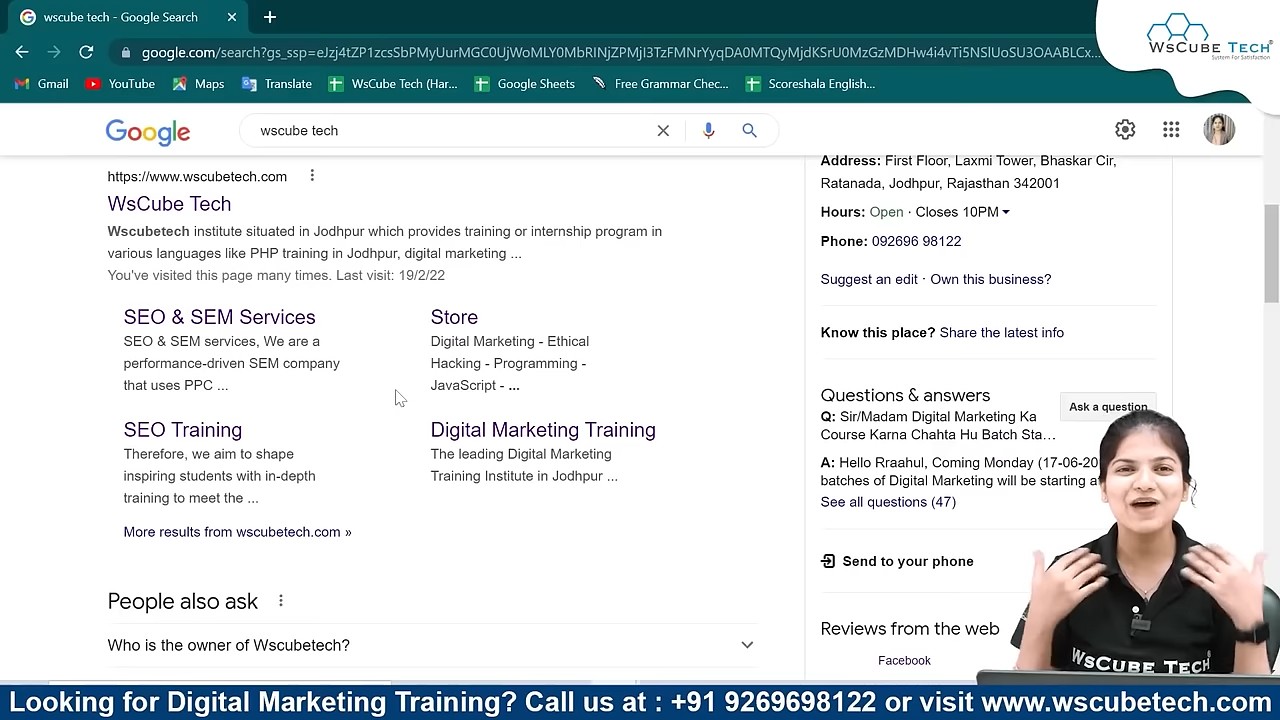 wscube tech - Google Search
google.com/search?gs_ssp=
Gmail
YouTube
Maps
Translate
WsCube Tech (Har...
Google Sheets
Free Grammar Chec...
Scoreshala English...
WsCube Tech®
System For Satisfaction
Google
wscube tech
https://www.wscubetech.com
WsCube Tech
Wscubetech institute situated in Jodhpur which provides training or internship program in
various languages like PHP training in Jodhpur, digital marketing ...
You've visited this page many times. Last visit: 19/2/22
SEO & SEM Services
SEO & SEM services, We are a
performance-driven SEM company
that uses PPC ...
Store
Digital Marketing - Ethical
Hacking - Programming -
JavaScript - ...
SEO Training
Therefore, we aim to shape
inspiring students with in-depth
training to meet the ...
Digital Marketing Training
The leading Digital Marketing
Training Institute in Jodhpur ...
More results from wscubetech.com »
People also ask
Who is the owner of Wscubetech?
Address: First Floor, Laxmi Tower, Bhaskar Cir,
Ratanada, Jodhpur, Rajasthan 342001
Hours: Open · Closes 10PM
Phone: 092696 98122
Suggest an edit · Own this business?
Know this place? Share the latest info
Questions & answers
Ask a question
Q: Sir/Madam Digital Marketing Ka
Course Karna Chahta Hu Batch Sta...
A: Hello Rraahul, Coming Monday (17-06-20
batches of Digital Marketing will be starting a
See all questions (47)
Send to your phone
Reviews from the web
Facebook
WsCube Tech®
Looking for Digital Marketing Training? Call us at : +91 9269698122 or visit www.wscubetech.com